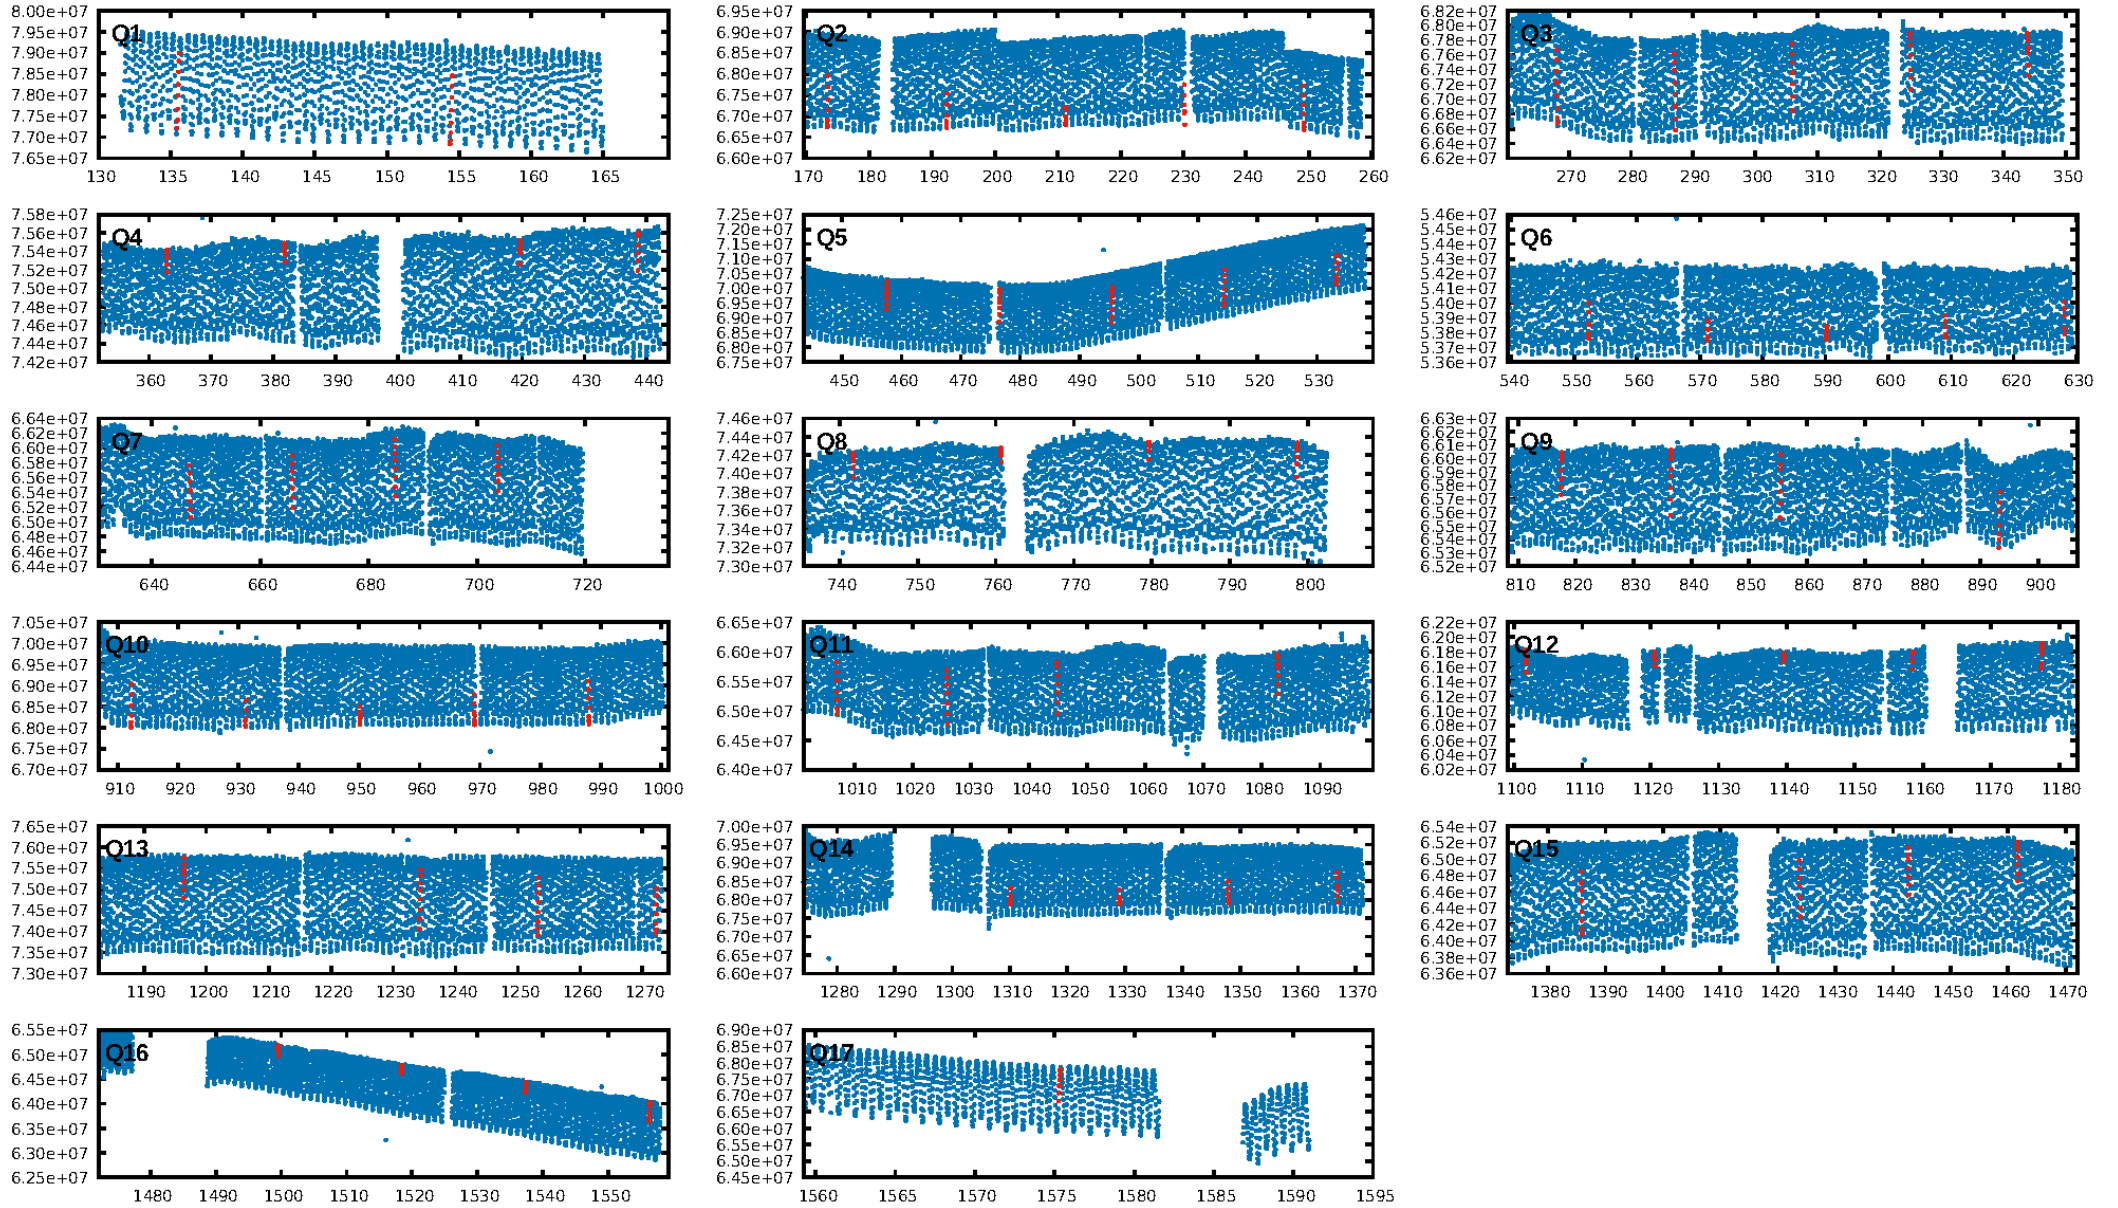 8.00e+07
7.95e+07
7.90e+07
7.85e+07
7.80e+07
7.75e+07
7.70e+07
7.65e+07
Q1
130 135 140 145 150 155 160 165
6.95e+07
6.90e+07
6.85e+07
6.80e+07
6.75e+07
6.70e+07
6.65e+07
6.60e+07
Q2
170 180 190 200 210 220 230 240 250 260
6.82e+07
6.80e+07
6.78e+07
6.76e+07
6.74e+07
6.72e+07
6.70e+07
6.68e+07
6.66e+07
6.64e+07
6.62e+07
Q3
270 280 290 300 310 320 330 340 350
7.58e+07
7.56e+07
7.54e+07
7.52e+07
7.50e+07
7.48e+07
7.46e+07
7.44e+07
7.42e+07
Q4
360 370 380 390 400 410 420 430 440
7.25e+07
7.20e+07
7.15e+07
7.10e+07
7.05e+07
7.00e+07
6.95e+07
6.90e+07
6.85e+07
6.80e+07
6.75e+07
Q5
450 460 470 480 490 500 510 520 530
5.46e+07
5.45e+07
5.44e+07
5.43e+07
5.42e+07
5.41e+07
5.40e+07
5.39e+07
5.38e+07
5.37e+07
5.36e+07
Q6
540 550 560 570 580 590 600 610 620 630
6.64e+07
6.62e+07
6.60e+07
6.58e+07
6.56e+07
6.54e+07
6.52e+07
6.50e+07
6.48e+07
6.46e+07
6.44e+07
Q7
640 660 680 700 720
7.46e+07
7.44e+07
7.42e+07
7.40e+07
7.38e+07
7.36e+07
7.34e+07
7.32e+07
7.30e+07
Q8
740 750 760 770 780 790 800
6.63e+07
6.62e+07
6.61e+07
6.60e+07
6.59e+07
6.58e+07
6.57e+07
6.56e+07
6.55e+07
6.54e+07
6.53e+07
6.52e+07
Q9
810 820 830 840 850 860 870 880 890 900
7.05e+07
7.00e+07
6.95e+07
6.90e+07
6.85e+07
6.80e+07
6.75e+07
6.70e+07
Q10
910 920 930 940 950 960 970 980 990 1000
6.65e+07
6.60e+07
6.55e+07
6.50e+07
6.45e+07
6.40e+07
Q11
1010 1020 1030 1040 1050 1060 1070 1080 1090
6.22e+07
6.20e+07
6.18e+07
6.16e+07
6.14e+07
6.12e+07
6.10e+07
6.08e+07
6.06e+07
6.04e+07
6.02e+07
Q12
1100 1110 1120 1130 1140 1150 1160 1170 1180
7.65e+07
7.60e+07
7.55e+07
7.50e+07
7.45e+07
7.40e+07
7.35e+07
7.30e+07
Q13
1190 1200 1210 1220 1230 1240 1250 1260 1270
7.00e+07
6.95e+07
6.90e+07
6.85e+07
6.80e+07
6.75e+07
6.70e+07
6.65e+07
6.60e+07
Q14
1280 1290 1300 1310 1320 1330 1340 1350 1360 1370
6.54e+07
6.52e+07
6.50e+07
6.48e+07
6.46e+07
6.44e+07
6.42e+07
6.40e+07
6.38e+07
6.36e+07
Q15
1380 1390 1400 1410 1420 1430 1440 1450 1460 1470
6.55e+07
6.50e+07
6.45e+07
6.40e+07
6.35e+07
6.30e+07
6.25e+07
Q16
1480 1490 1500 1510 1520 1530 1540 1550
6.90e+07
6.85e+07
6.80e+07
6.75e+07
6.70e+07
6.65e+07
6.60e+07
6.55e+07
6.50e+07
6.45e+07
Q17
1560 1565 1570 1575 1580 1585 1590 1595